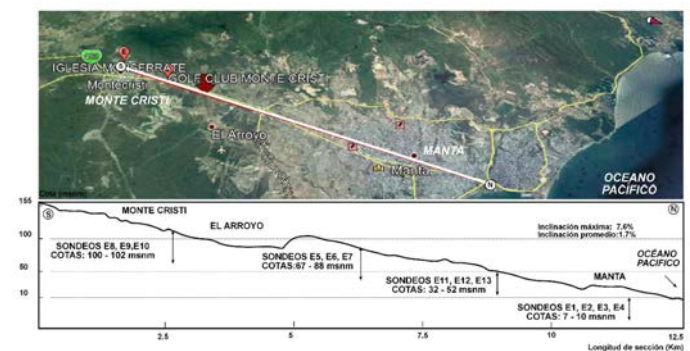 IGLESIA MONSERRATE
GOLF CLUB MONTE CRISTI
Montecristi
MONTE CRISTI
El Arroyo
MANTA
Manta
OCEANO
PACÍFICO
N
Cota (msnm)
155
S
MONTE CRISTI
EL ARROYO
N
100
Inclinación máxima: 7.6%
Inclinación promedio:1.7%
SONDEOS E8, E9,E10
COTAS: 100 - 102 msnm
SONDEOS E5, E6, E7
COTAS:67 - 88 msnm
OCÉANO
PACIFICO
50
SONDEOS E11, E12, E13
COTAS: 32 - 52 msnm
MANTA
10
SONDEOS E1, E2, E3, E4
COTAS: 7 - 10 msnm
2.5
5
7.5
10
12.5
Longitud de sección (Km)